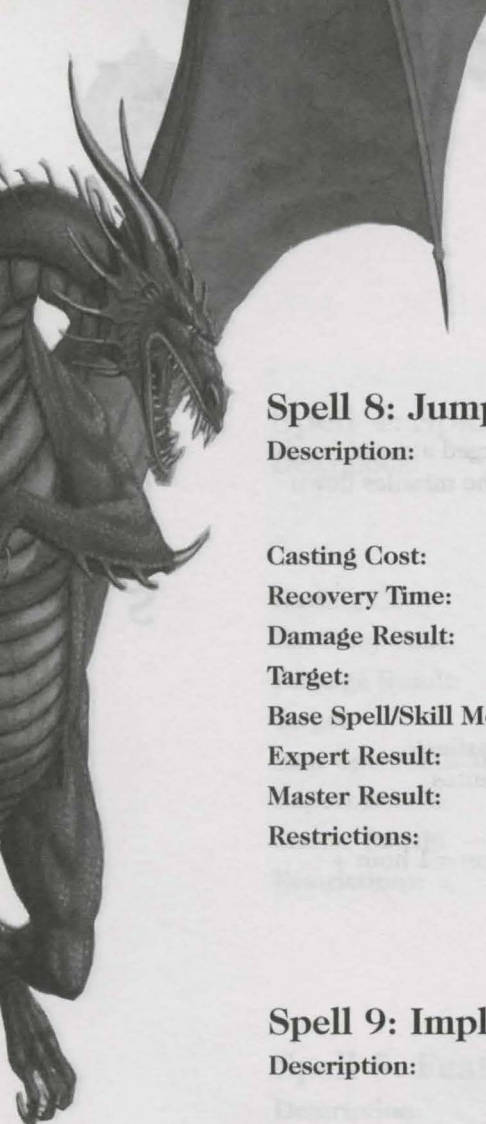 Spell 8: Jump
Description:
Casting Cost:
Recovery Time:
Damage Result:
Target:
Base Spell/Skill M
Expert Result:
Master Result:
Restrictions:
Spell 9: Impl
Description: